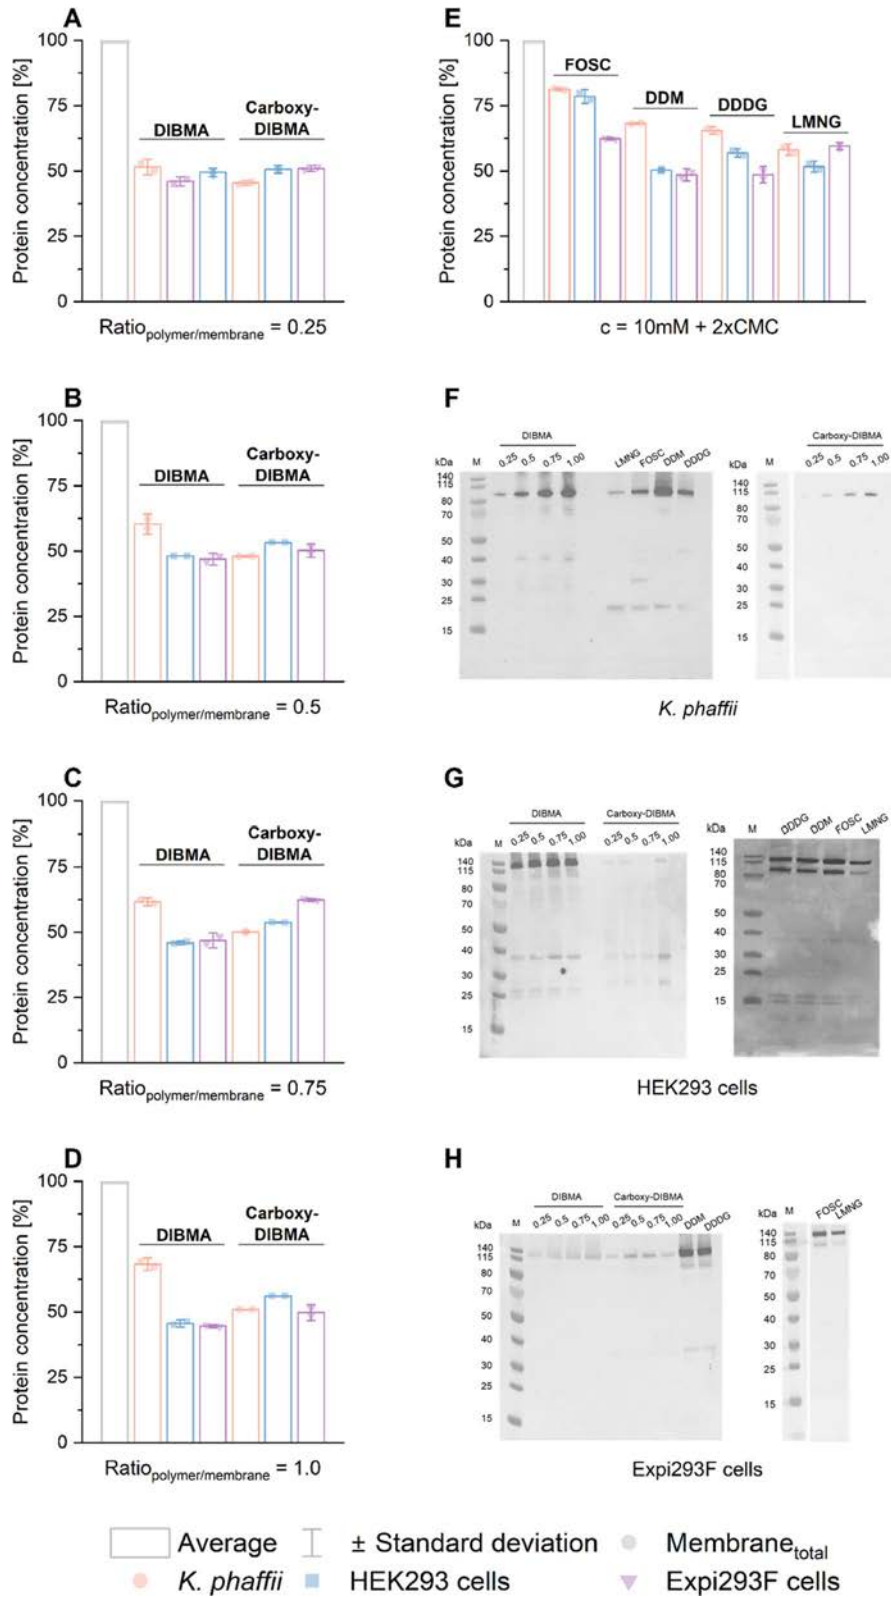 A
Protein concentration [%]
100
75
50
25
0
DIBMA
Carboxy-
DIBMA
Ratiopolymer/membrane = 0.25
E
Protein concentration [%]
100
75
50
25
0
FOSC
DDM
DDDG
LMNG
c = 10mM + 2xCMC
B
Protein concentration [%]
100
75
50
25
0
DIBMA
Carboxy-
DIBMA
Ratiopolymer/membrane = 0.5
F
DIBMA
kDa M 0.25 0.5 0.75 1.00 LMNG FOSC DDM DDDG
140
115
80
70
50
40
30
25
15
Carboxy-DIBMA
kDa M 0.25 0.5 0.75 1.00
140
115
80
70
50
40
30
25
15
K. phaffii
C
Protein concentration [%]
100
75
50
25
0
DIBMA
Carboxy-
DIBMA
Ratiopolymer/membrane = 0.75
G
DIBMA Carboxy-DIBMA
kDa M 0.25 0.5 0.75 1.00 0.25 0.5 0.75 1.00
140
115
80
70
50
40
30
25
15
kDa M DDDG DDM FOSC LMNG
140
115
80
70
50
40
30
25
15
HEK293 cells
D
Protein concentration [%]
100
75
50
25
0
DIBMA
Carboxy-
DIBMA
Ratiopolymer/membrane = 1.0
H
DIBMA Carboxy-DIBMA
kDa M 0.25 0.5 0.75 1.00 0.25 0.5 0.75 1.00 DDM DDDG
140
115
80
70
50
40
30
25
15
kDa M FOSC LMNG
140
115
80
70
50
40
30
25
15
Expi293F cells
Average ± Standard deviation Membranetotal
K. phaffii HEK293 cells Expi293F cells